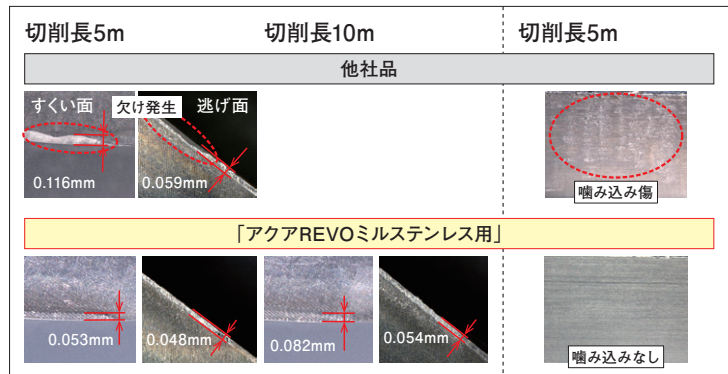 切削長5m
切削長10m
切削長5m
他社品
すくい面
欠け発生
逃げ面
0.116mm
0.059mm
噛み込み傷
「アクアREVOミルステンレス用」
0.053mm
0.048mm
0.082mm
0.054mm
噛み込みなし